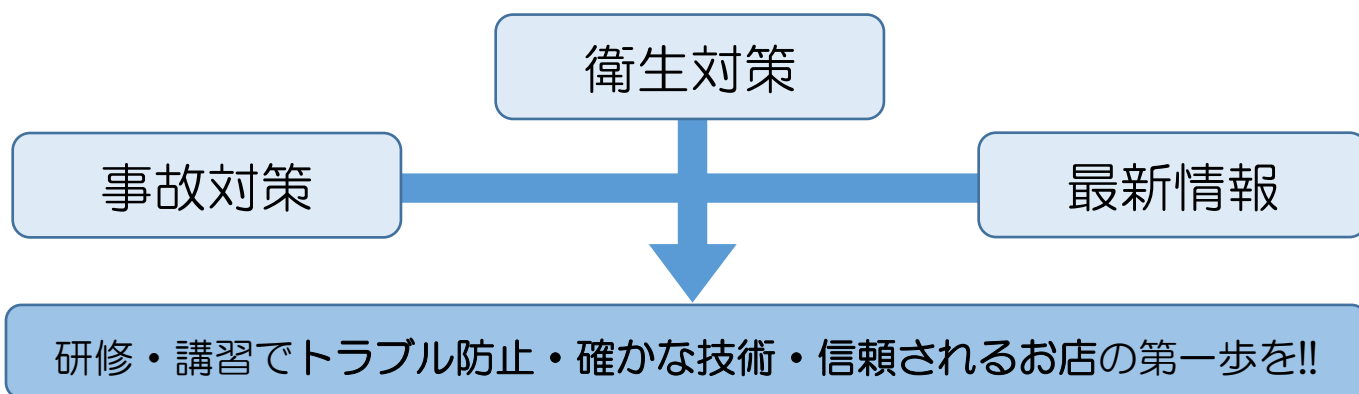 衛生対策
事故対策
最新情報
研修・講習でトラブル防止・確かな技術・信頼されるお店の第一歩を!!